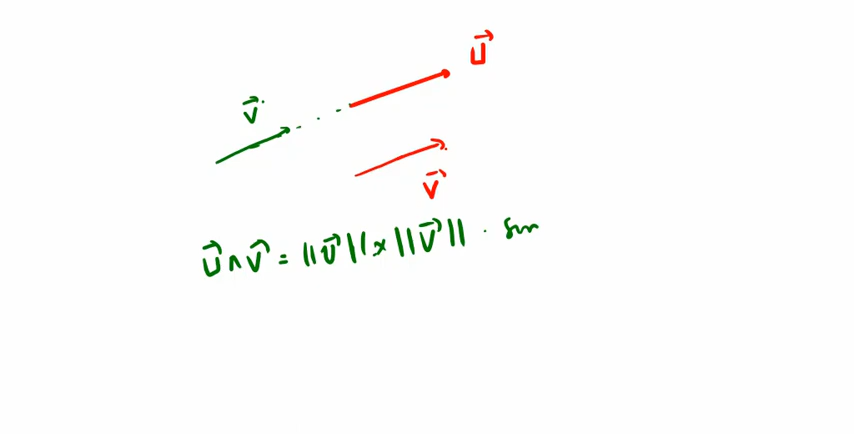 U⃗
V⃗
V⃗
U⃗ ∧ V⃗ = ||U⃗|| × ||V⃗|| · sin